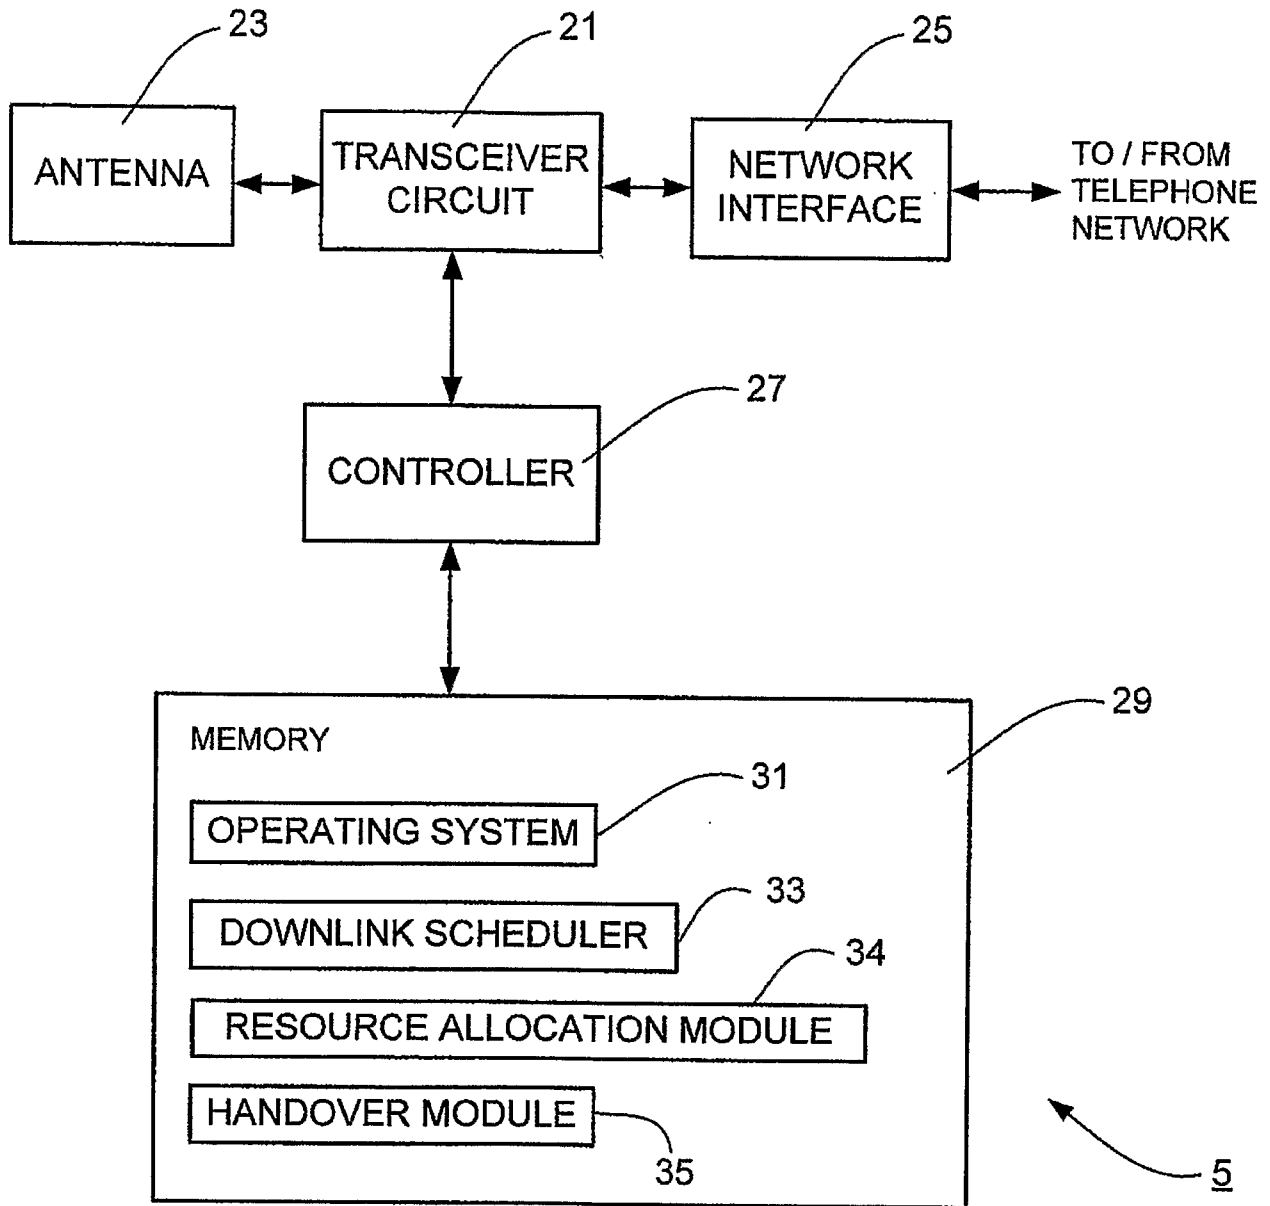 23
21
25
ANTENNA
TRANSCEIVER
CIRCUIT
NETWORK
INTERFACE
TO / FROM
TELEPHONE
NETWORK
27
CONTROLLER
29
MEMORY
31
OPERATING SYSTEM
33
DOWNLINK SCHEDULER
34
RESOURCE ALLOCATION MODULE
HANDOVER MODULE
35
5